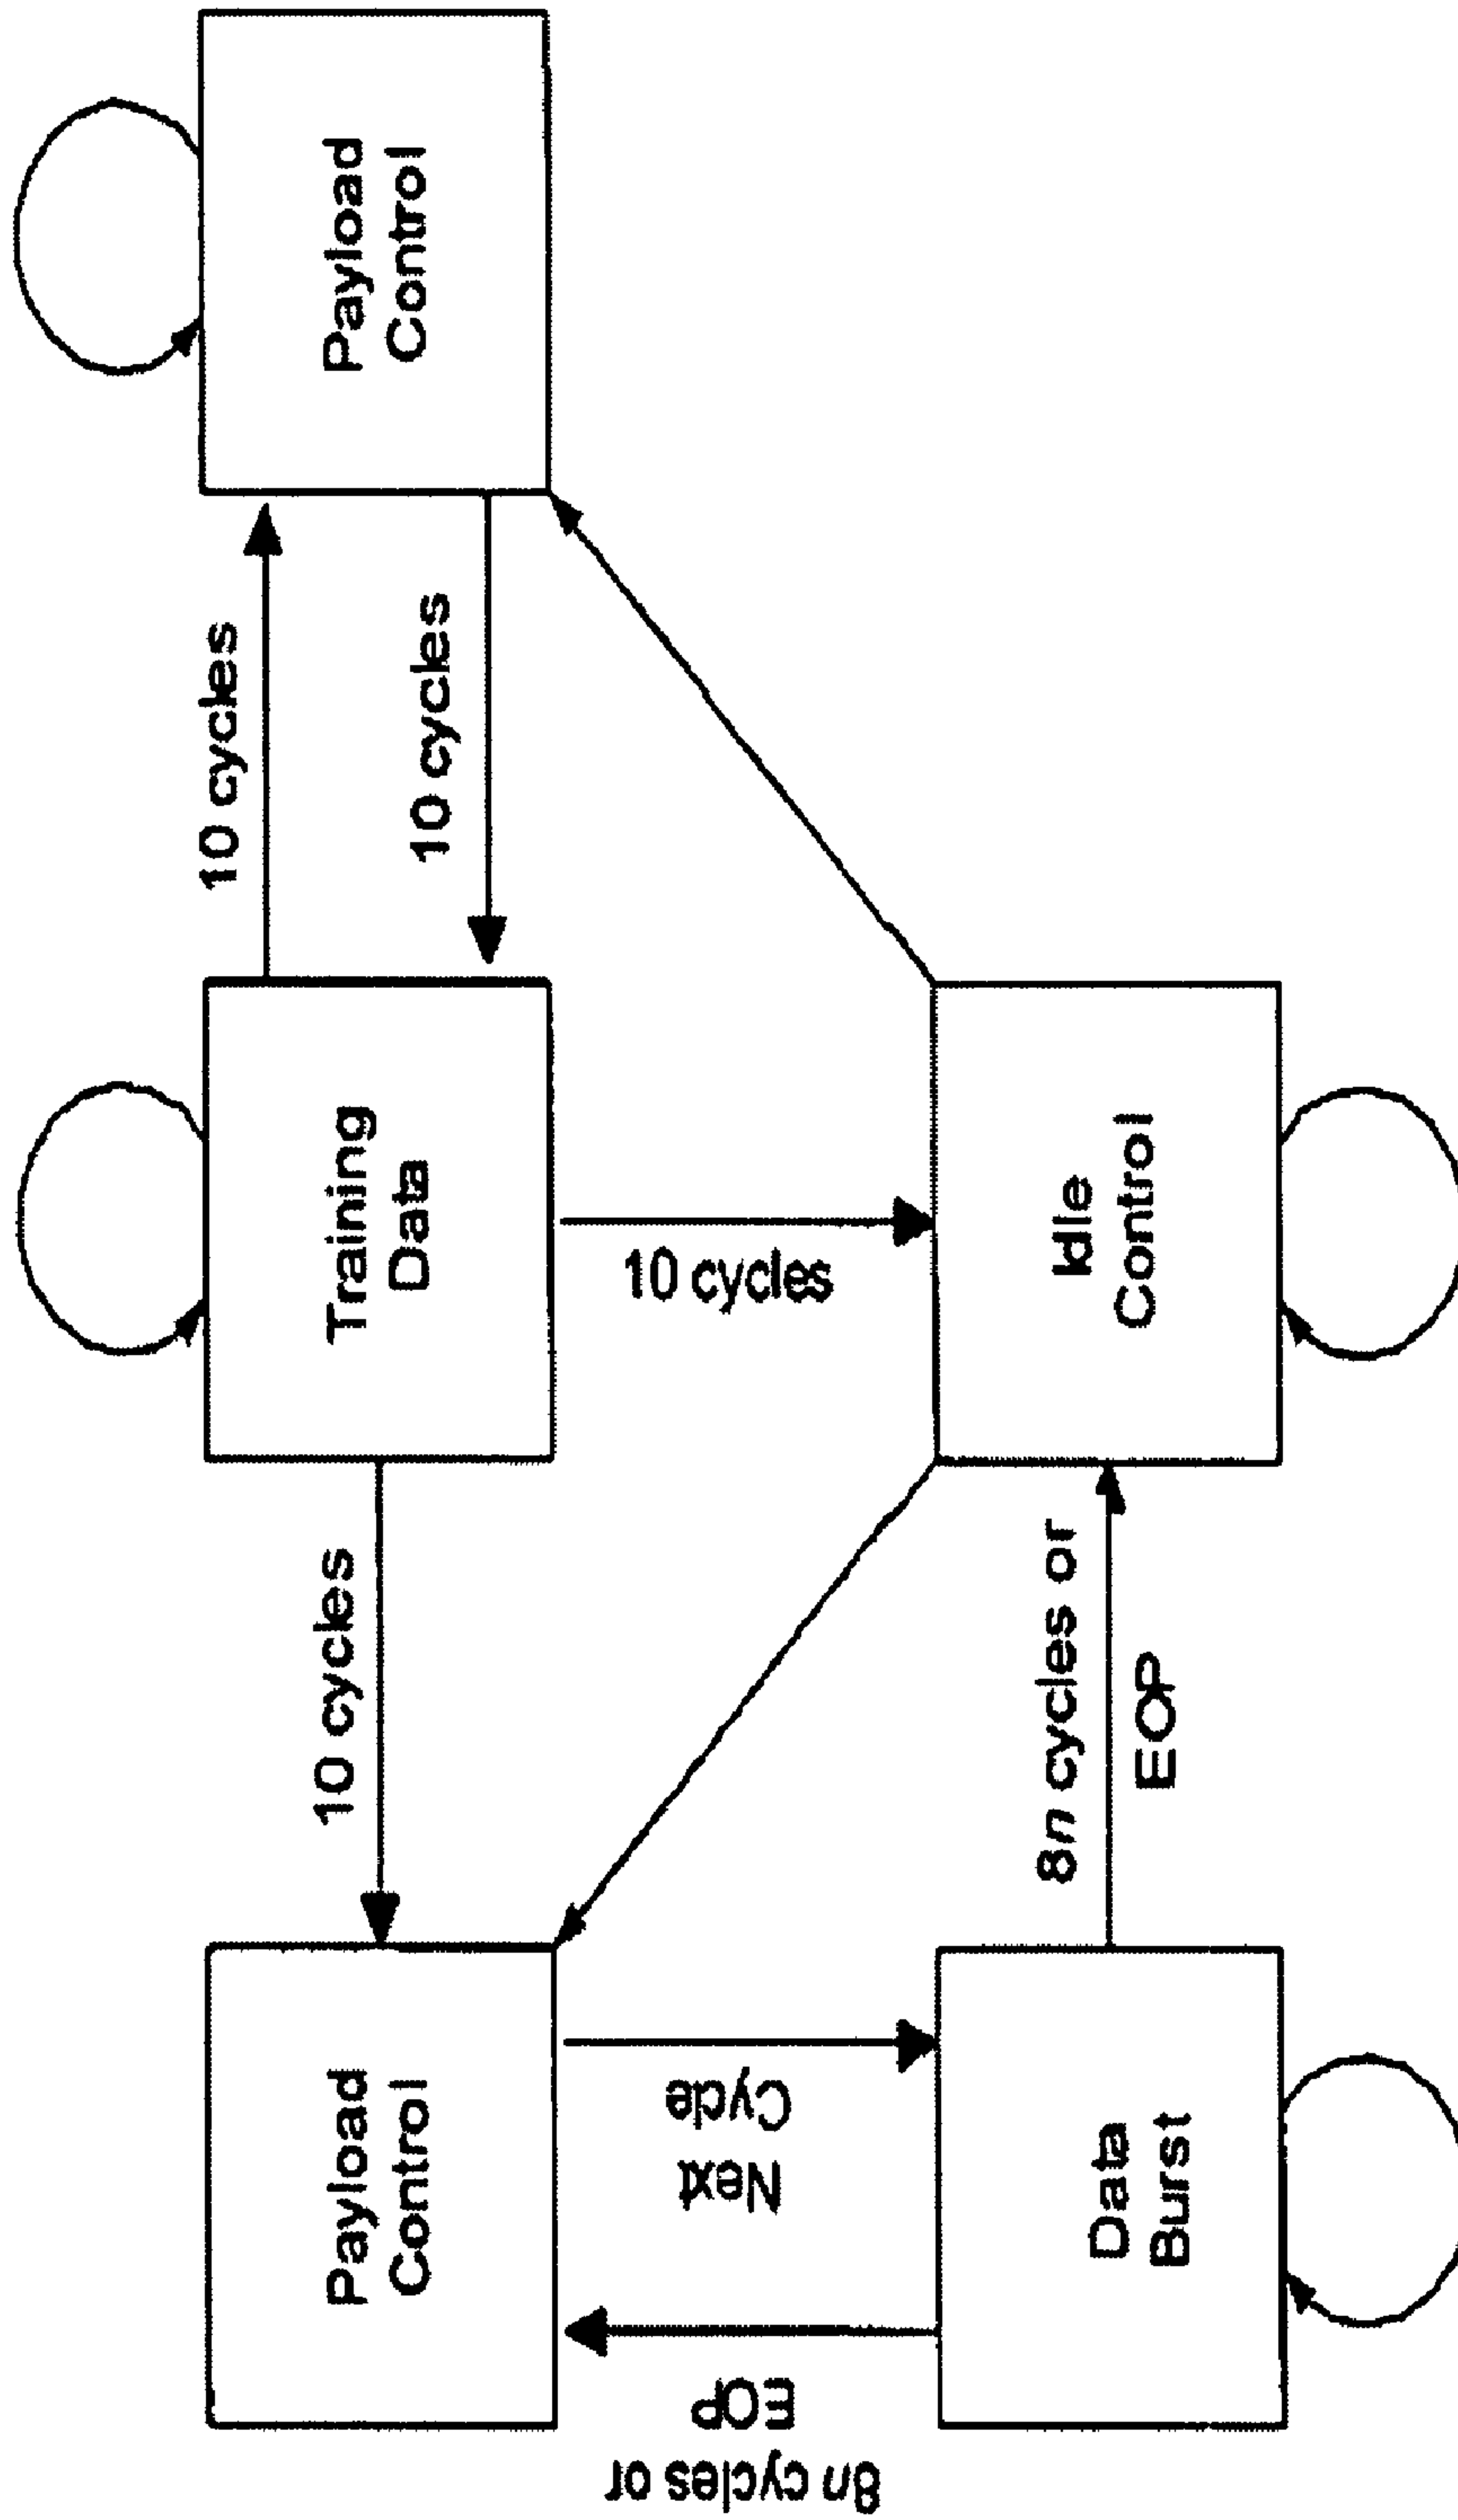 Payload
Control
10 cycles
Training
Data
10 cycles
10 cycles
Payload
Control
8n cycles or
EOP
Next
Cycle
10 cycles
Data
Burst
8n cycles or
EOP
Idle
Control